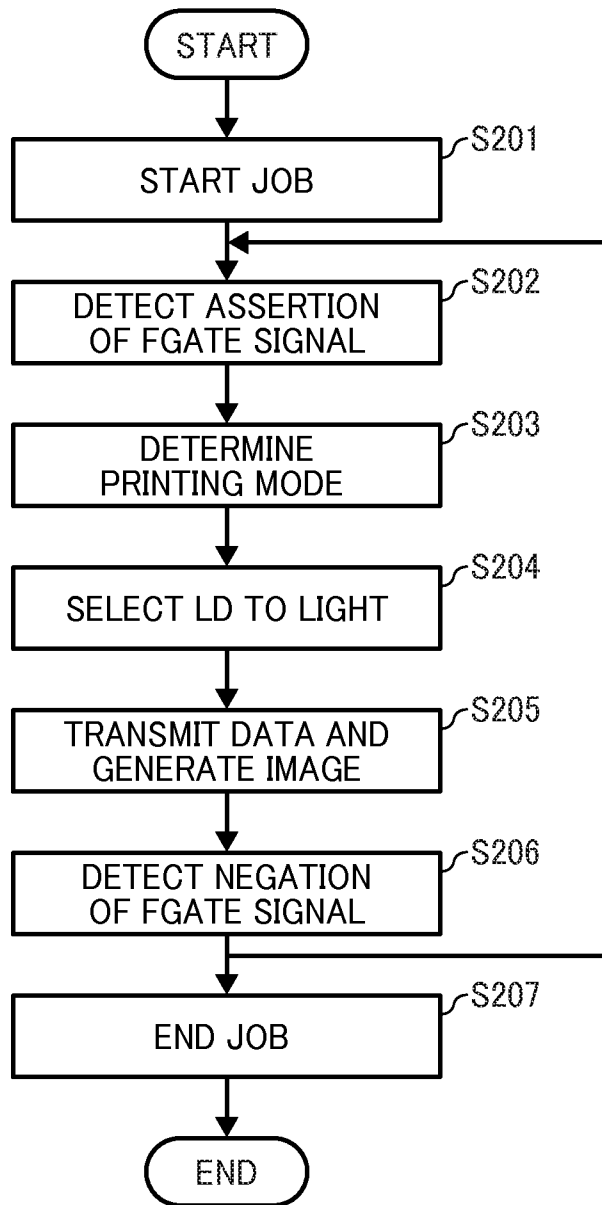 START
S201
START JOB
S202
DETECT ASSERTION
OF FGATE SIGNAL
S203
DETERMINE
PRINTING MODE
S204
SELECT LD TO LIGHT
S205
TRANSMIT DATA AND
GENERATE IMAGE
S206
DETECT NEGATION
OF FGATE SIGNAL
S207
END JOB
END